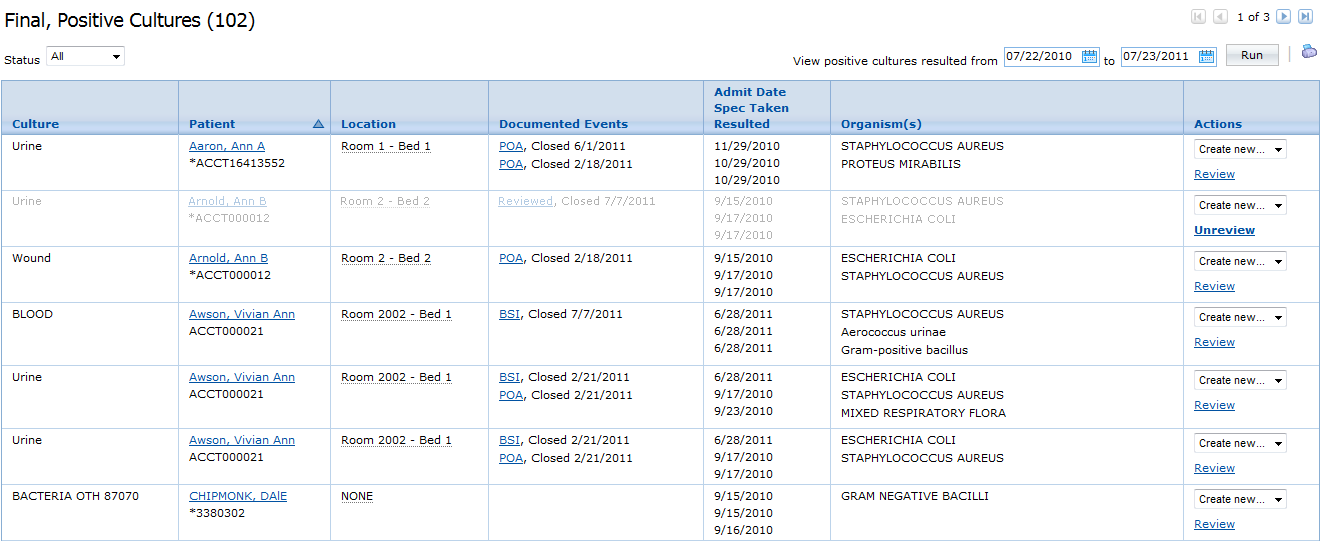 Final, Positive Cultures (102)
1 of 3
Status All
View positive cultures resulted from 07/22/2010 to 07/23/2011 Run
Culture Patient Location Documented Events Admit Date Spec Taken Resulted Organism(s) Actions
Urine Aaron, Ann A Room 1 - Bed 1 POA, Closed 6/1/2011 11/29/2010 STAPHYLOCOCCUS AUREUS Create new...
*ACCT16413552 POA, Closed 2/18/2011 10/29/2010 PROTEUS MIRABILIS
10/29/2010 Review
Urine Arnold, Ann B Room 2 - Bed 2 Reviewed, Closed 7/7/2011 9/15/2010 STAPHYLOCOCCUS AUREUS Create new...
*ACCT000012 9/17/2010 ESCHERICHIA COLI
9/17/2010 Unreview
Wound Arnold, Ann B Room 2 - Bed 2 POA, Closed 2/18/2011 9/15/2010 ESCHERICHIA COLI Create new...
*ACCT000012 9/17/2010 STAPHYLOCOCCUS AUREUS
9/17/2010 Review
BLOOD Awson, Vivian Ann Room 2002 - Bed 1 BSI, Closed 7/7/2011 6/28/2011 STAPHYLOCOCCUS AUREUS Create new...
ACCT000021 6/28/2011 Aerococcus urinae
6/28/2011 Gram-positive bacillus Review
Urine Awson, Vivian Ann Room 2002 - Bed 1 BSI, Closed 2/21/2011 6/28/2011 ESCHERICHIA COLI Create new...
ACCT000021 POA, Closed 2/21/2011 9/17/2010 STAPHYLOCOCCUS AUREUS
9/23/2010 MIXED RESPIRATORY FLORA Review
Urine Awson, Vivian Ann Room 2002 - Bed 1 BSI, Closed 2/21/2011 6/28/2011 ESCHERICHIA COLI Create new...
ACCT000021 POA, Closed 2/21/2011 9/17/2010 STAPHYLOCOCCUS AUREUS
9/17/2010 Review
BACTERIA OTH 87070 CHIPMONK, DAlE NONE 9/15/2010 GRAM NEGATIVE BACILLI Create new...
*3380302 9/15/2010
9/16/2010 Review